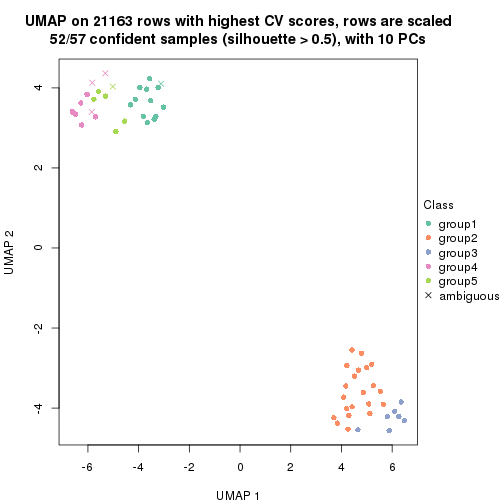 UMAP on 21163 rows with highest CV scores, rows are scaled
52/57 confident samples (silhouette > 0.5), with 10 PCs
4
2
0
-2
-4
UMAP 2
-6
-4
-2
0
2
4
6
UMAP 1
Class
group1
group2
group3
group4
group5
ambiguous